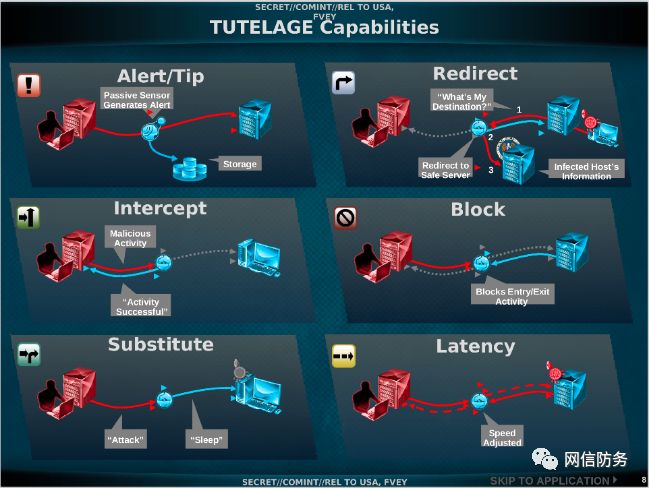 SECRET//COMINT//REL TO USA,
FVEY
TUTELAGE Capabilities
Alert/Tip
Passive Sensor
Generates Alert
Storage
Redirect
"What's My
Destination?"
1
2
3
Redirect to
Safe Server
Infected Host's
Information
Intercept
Malicious
Activity
"Activity
Successful"
Block
Blocks Entry/Exit
Activity
Substitute
"Attack"
"Sleep"
Latency
Speed
Adjusted
网信防务
SECRET//COMINT//REL TO USA, FVEY
SKIP TO APPLICATION
8